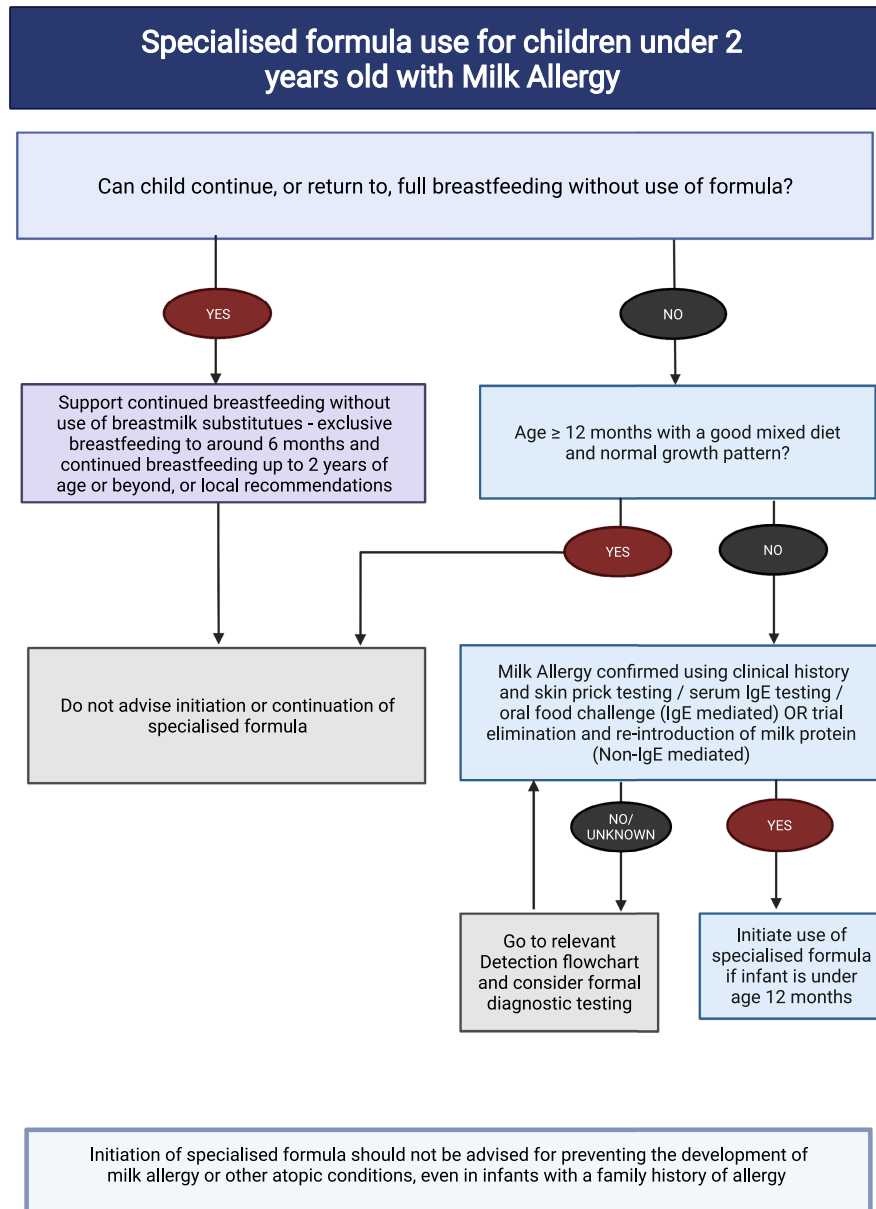 Specialised formula use for children under 2
years old with Milk Allergy
Can child continue, or return to, full breastfeeding without use of formula?
YES
NO
Support continued breastfeeding without
use of breastmilk substitutues - exclusive
breastfeeding to around 6 months and
continued breastfeeding up to 2 years of
age or beyond, or local recommendations
Age ≥ 12 months with a good mixed diet
and normal growth pattern?
YES
NO
Do not advise initiation or continuation of
specialised formula
Milk Allergy confirmed using clinical history
and skin prick testing / serum IgE testing /
oral food challenge (IgE mediated) OR trial
elimination and re-introduction of milk protein
(Non-IgE mediated)
NO/
UNKNOWN
YES
Go to relevant
Detection flowchart
and consider formal
diagnostic testing
Initiate use of
specialised formula
if infant is under
age 12 months
Initiation of specialised formula should not be advised for preventing the development of
milk allergy or other atopic conditions, even in infants with a family history of allergy